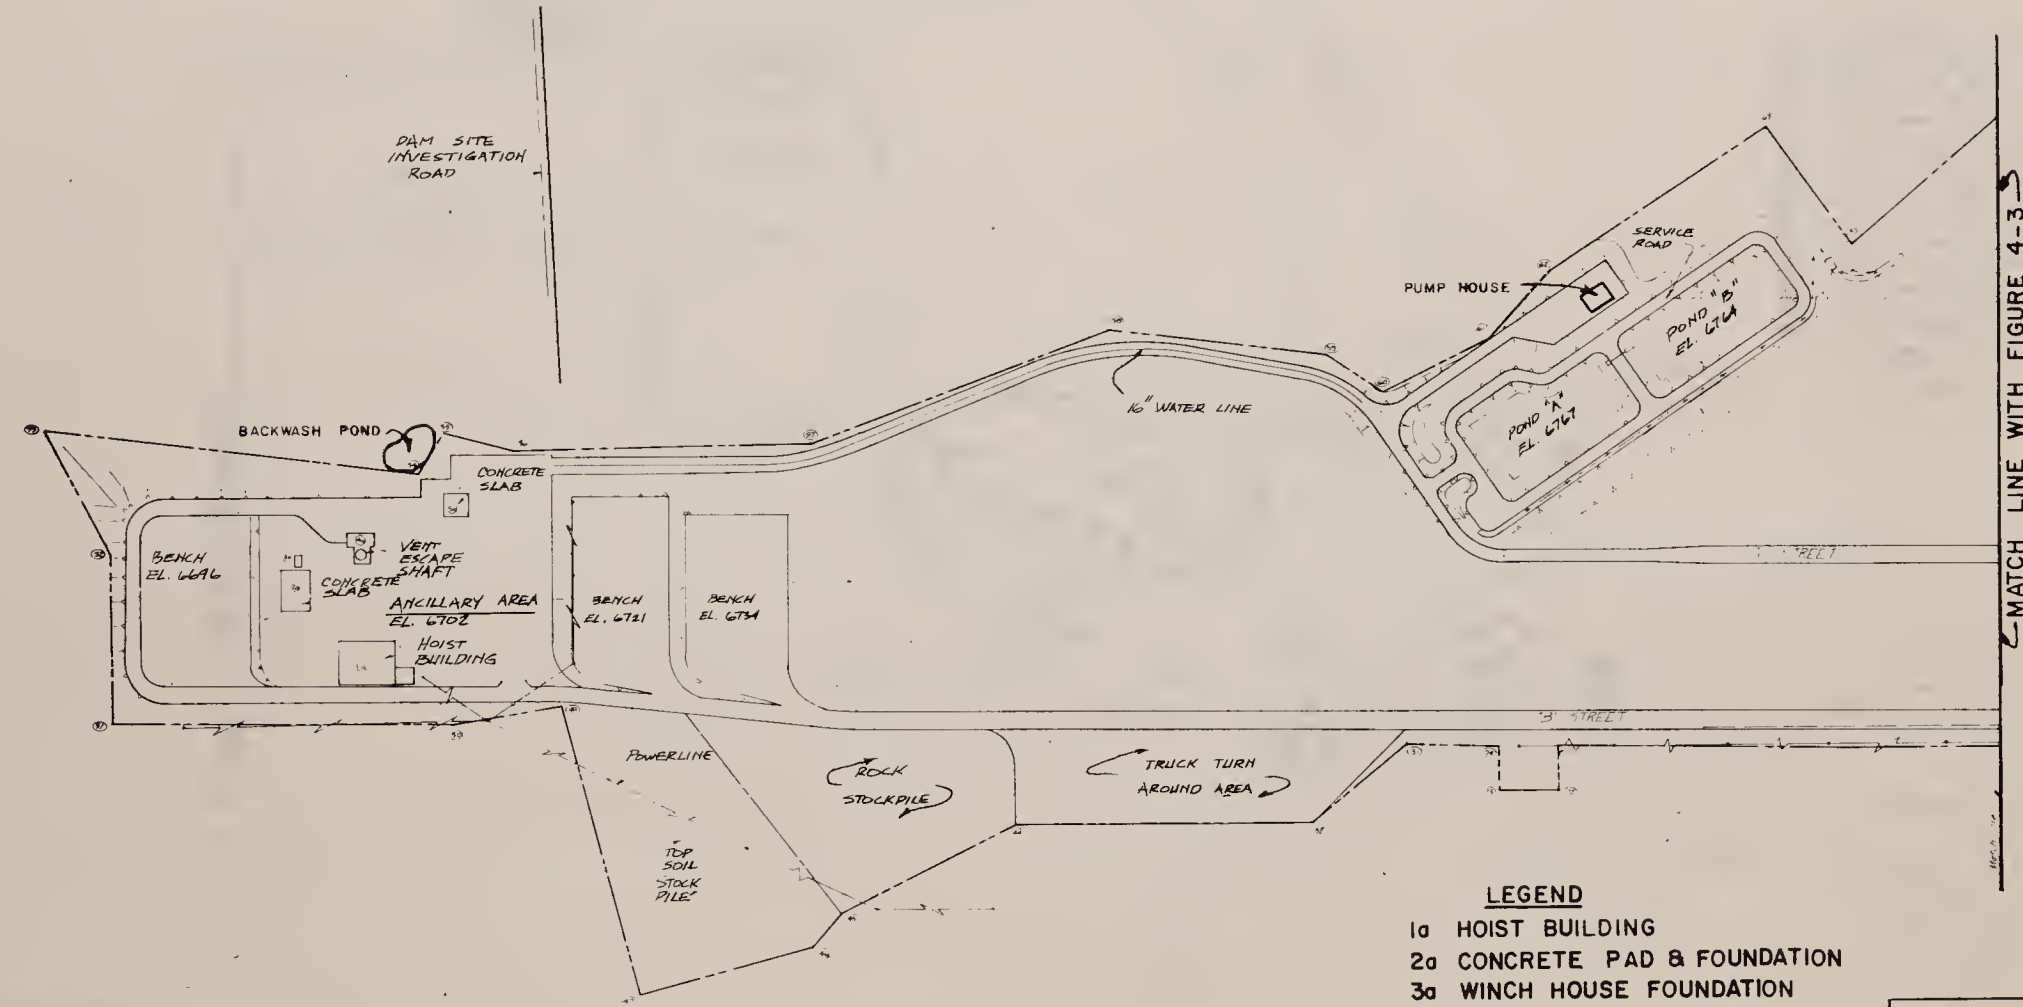 DAM SITE
INVESTIGATION
ROAD
BACKWASH POND
CONCRETE
SLAB
16" WATER LINE
PUMP HOUSE
SERVICE
ROAD
POND "B"
EL. 6764
POND "A"
EL. 6767
MATCH LINE WITH FIGURE 4-3
BENCH
EL. 6696
VENT
ESCAPE
SHAFT
CONCRETE
SLAB
ANCILLARY AREA
EL. 6702
HOIST
BUILDING
BENCH
EL. 6721
BENCH
EL. 6734
"B" STREET
POWERLINE
ROCK
STOCKPILE
TRUCK TURN
AROUND AREA
TOP
SOIL
STOCK
PILE
LEGEND
1a HOIST BUILDING
2a CONCRETE PAD & FOUNDATION
3a WINCH HOUSE FOUNDATION